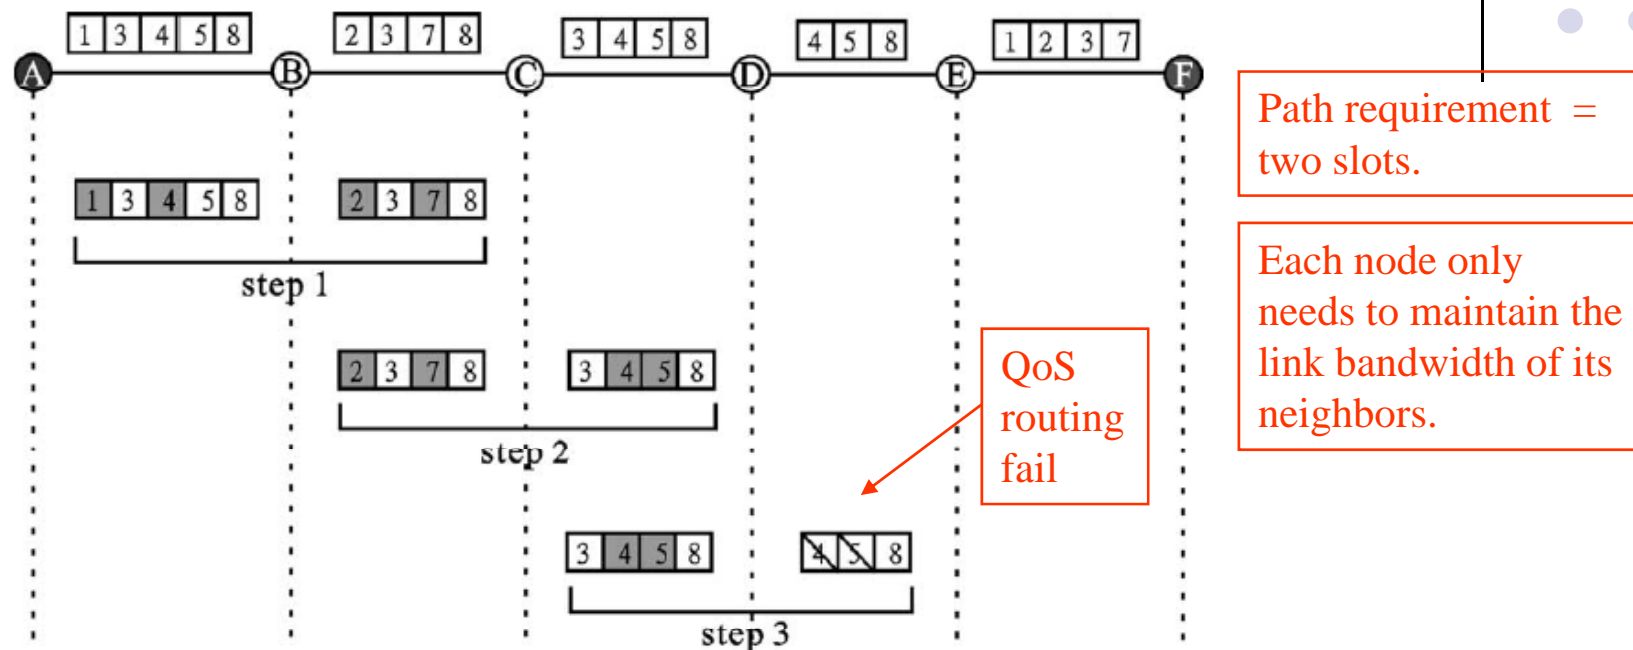 1 3 4 5 8
2 3 7 8
3 4 5 8
4 5 8
1 2 3 7
A
B
C
D
E
F
Path requirement =
two slots.
1 3 4 5 8
2 3 7 8
step 1
Each node only
needs to maintain the
link bandwidth of its
neighbors.
2 3 7 8
3 4 5 8
step 2
QoS
routing
fail
3 4 5 8
4 5 8
step 3